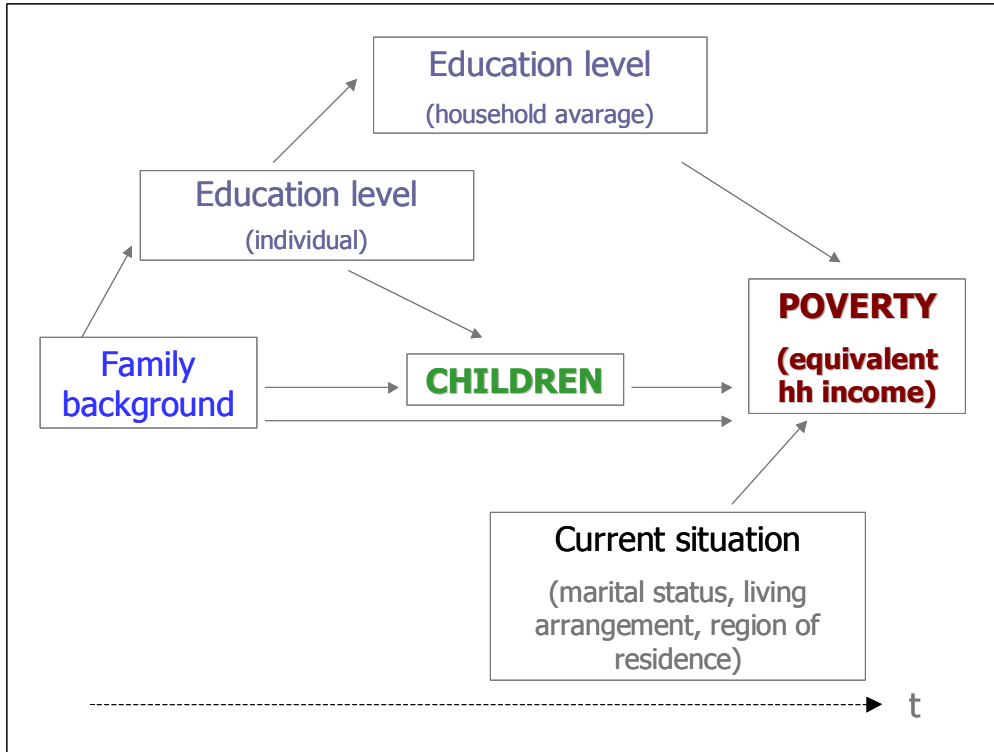 Education level
(household avarage)
Education level
(individual)
Family
background
CHILDREN
POVERTY
(equivalent
hh income)
Current situation
(marital status, living
arrangement, region of
residence)
t